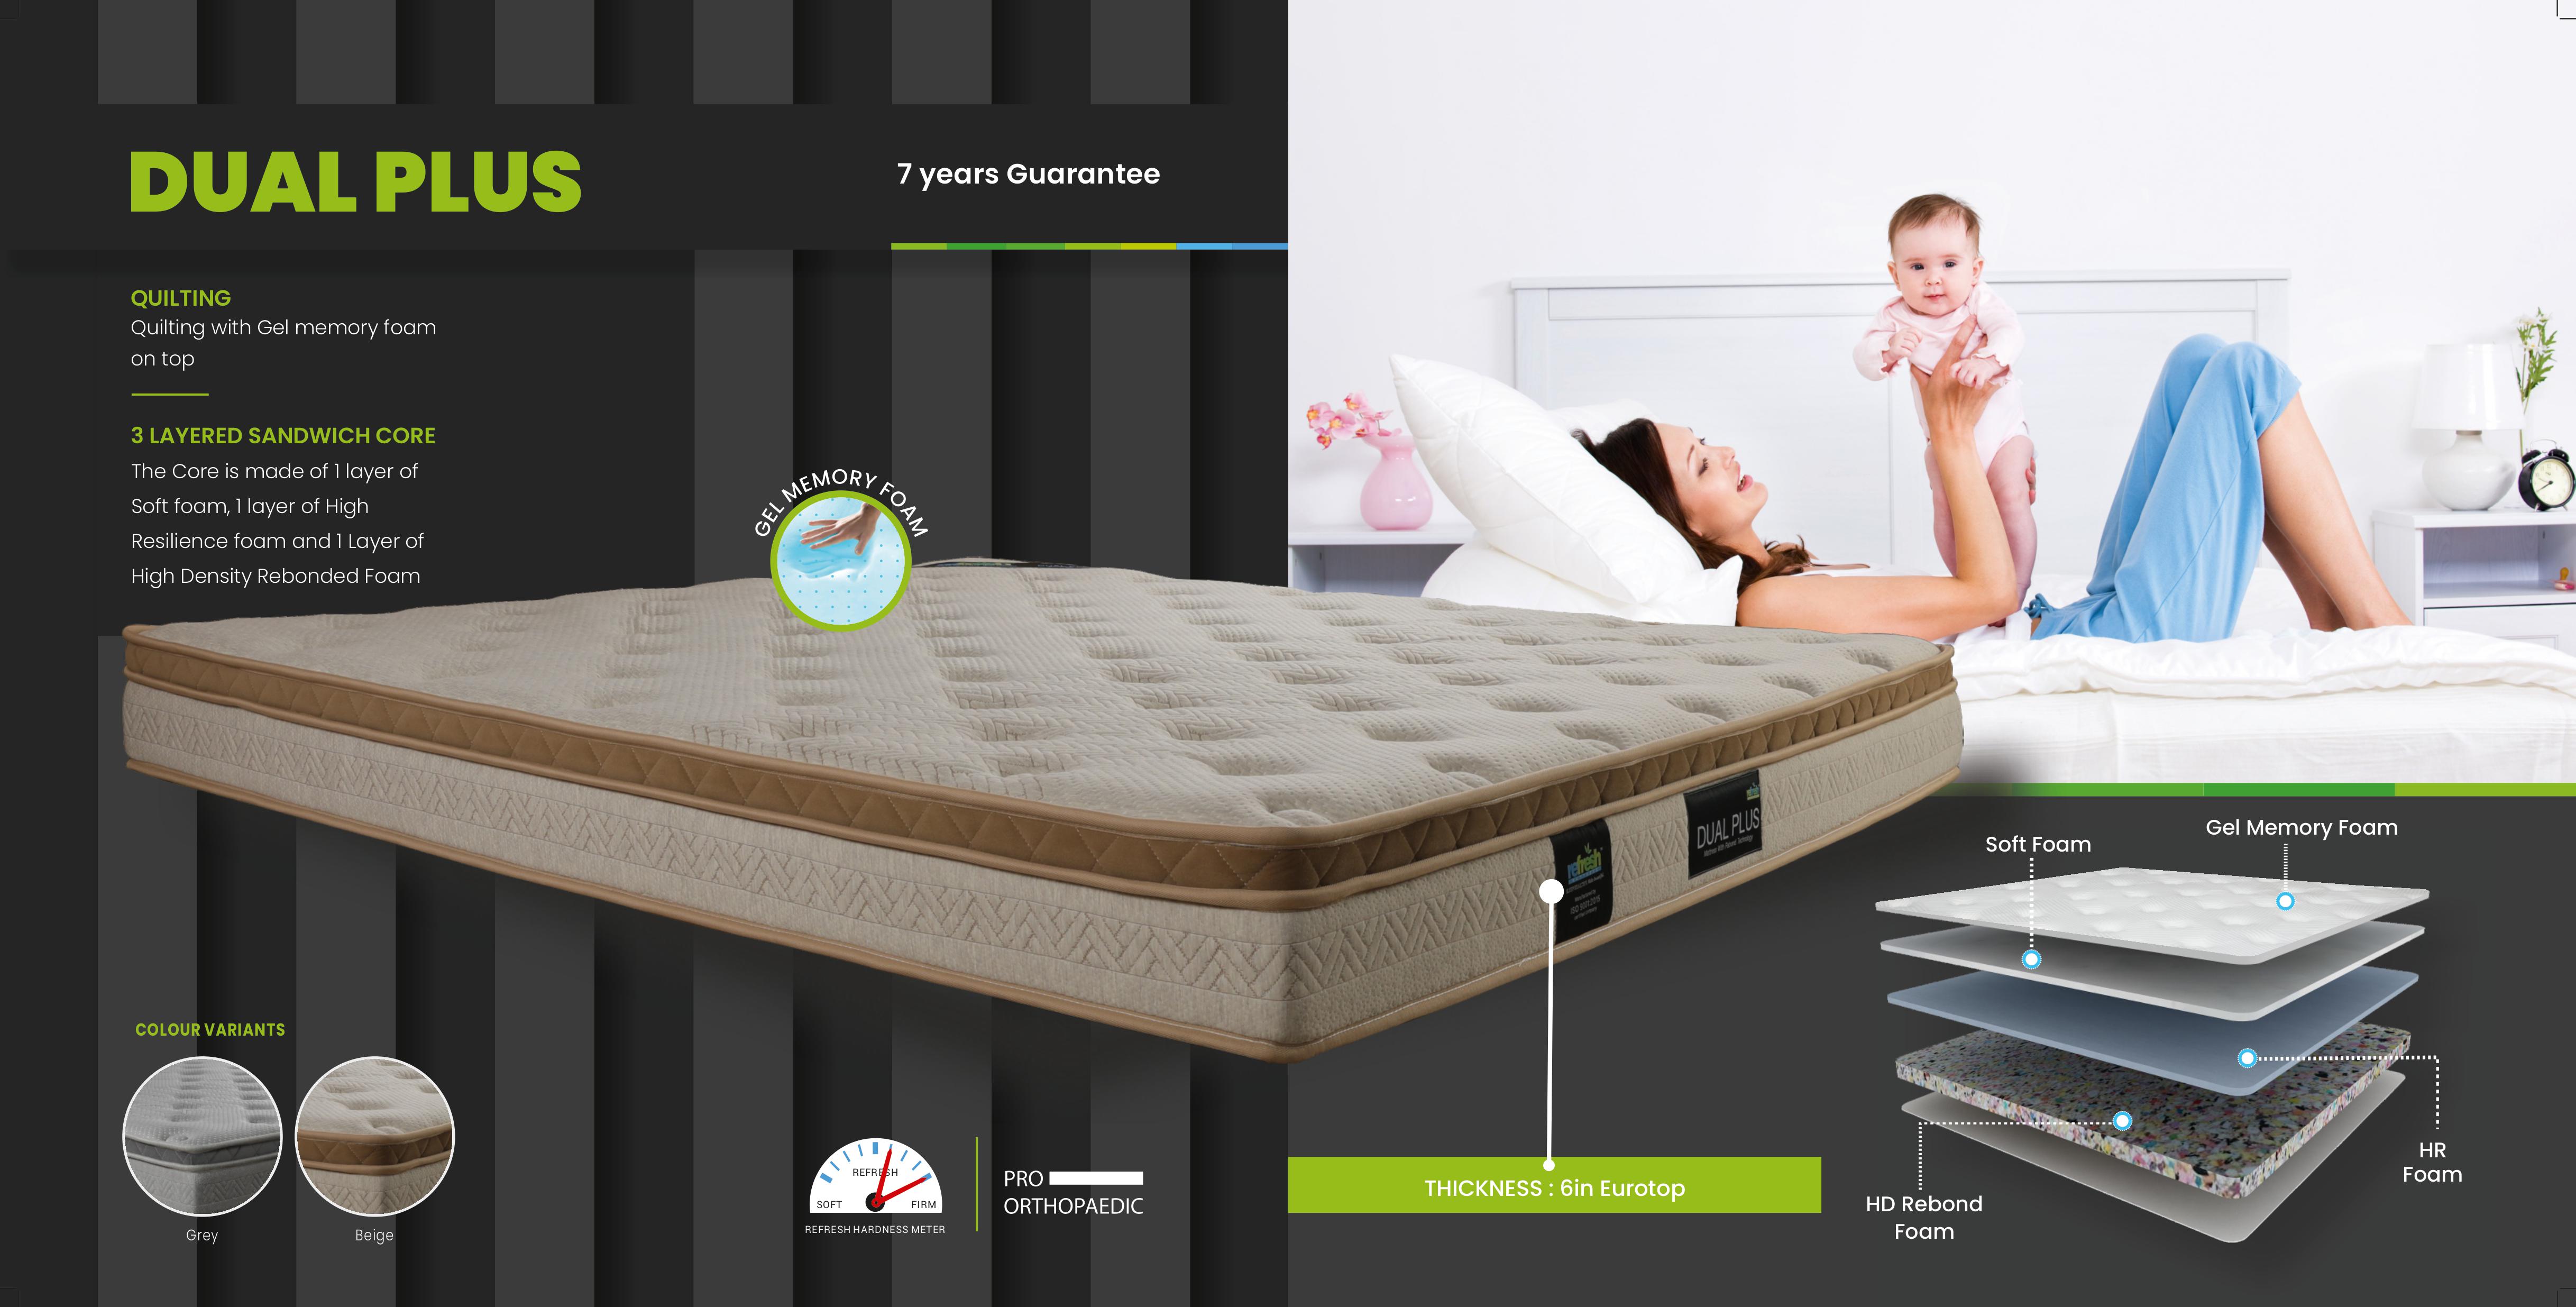 DUAL PLUS
7 years Guarantee
QUILTING
Quilting with Gel memory foam
on top
3 LAYERED SANDWICH CORE
The Core is made of 1 layer of
Soft foam, 1 layer of High
Resilience foam and 1 Layer of
High Density Rebonded Foam
GEL MEMORY FOAM
refresh
DUAL PLUS
COLOUR VARIANTS
Grey
Beige
REFRESH
SOFT
FIRM
REFRESH HARDNESS METER
PRO
ORTHOPAEDIC
THICKNESS : 6in Eurotop
Soft Foam
Gel Memory Foam
HR
Foam
HD Rebond
Foam